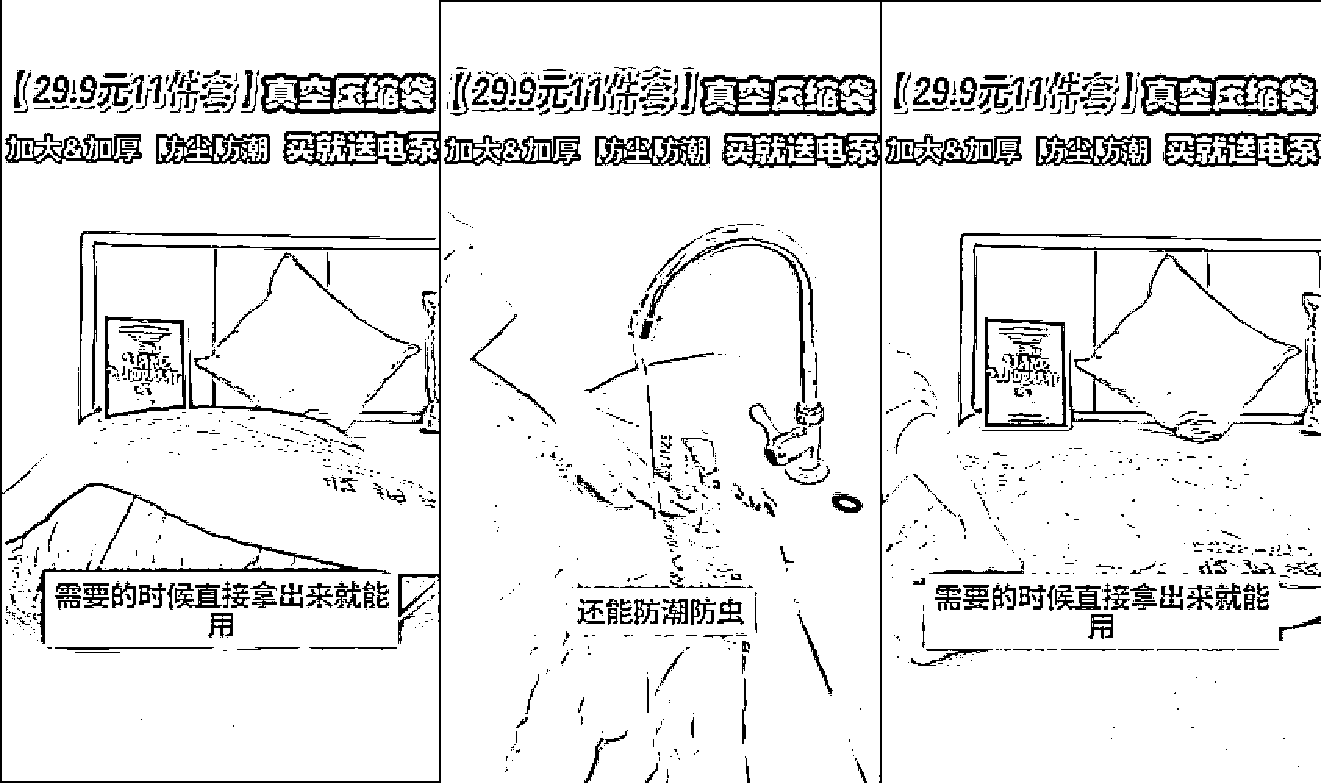 【29.9元11件套】真空压缩袋
加大&加厚 防尘防潮 买就送电泵
需要的时候直接拿出来就能
用
【29.9元11件套】真空压缩袋
加大&加厚 防尘防潮 买就送电泵
还能防潮防虫
【29.9元11件套】真空压缩袋
加大&加厚 防尘防潮 买就送电泵
需要的时候直接拿出来就能
用